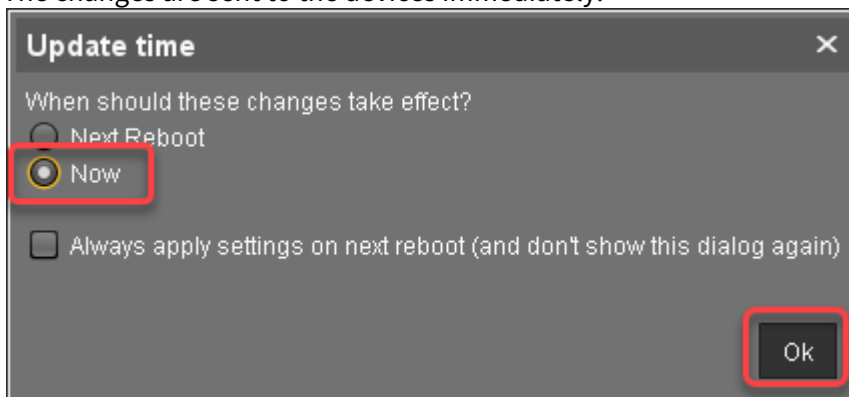 The changes are sent to the devices immediately.
Update time
When should these changes take effect?
Next Reboot
Now
Always apply settings on next reboot (and don't show this dialog again)
Ok